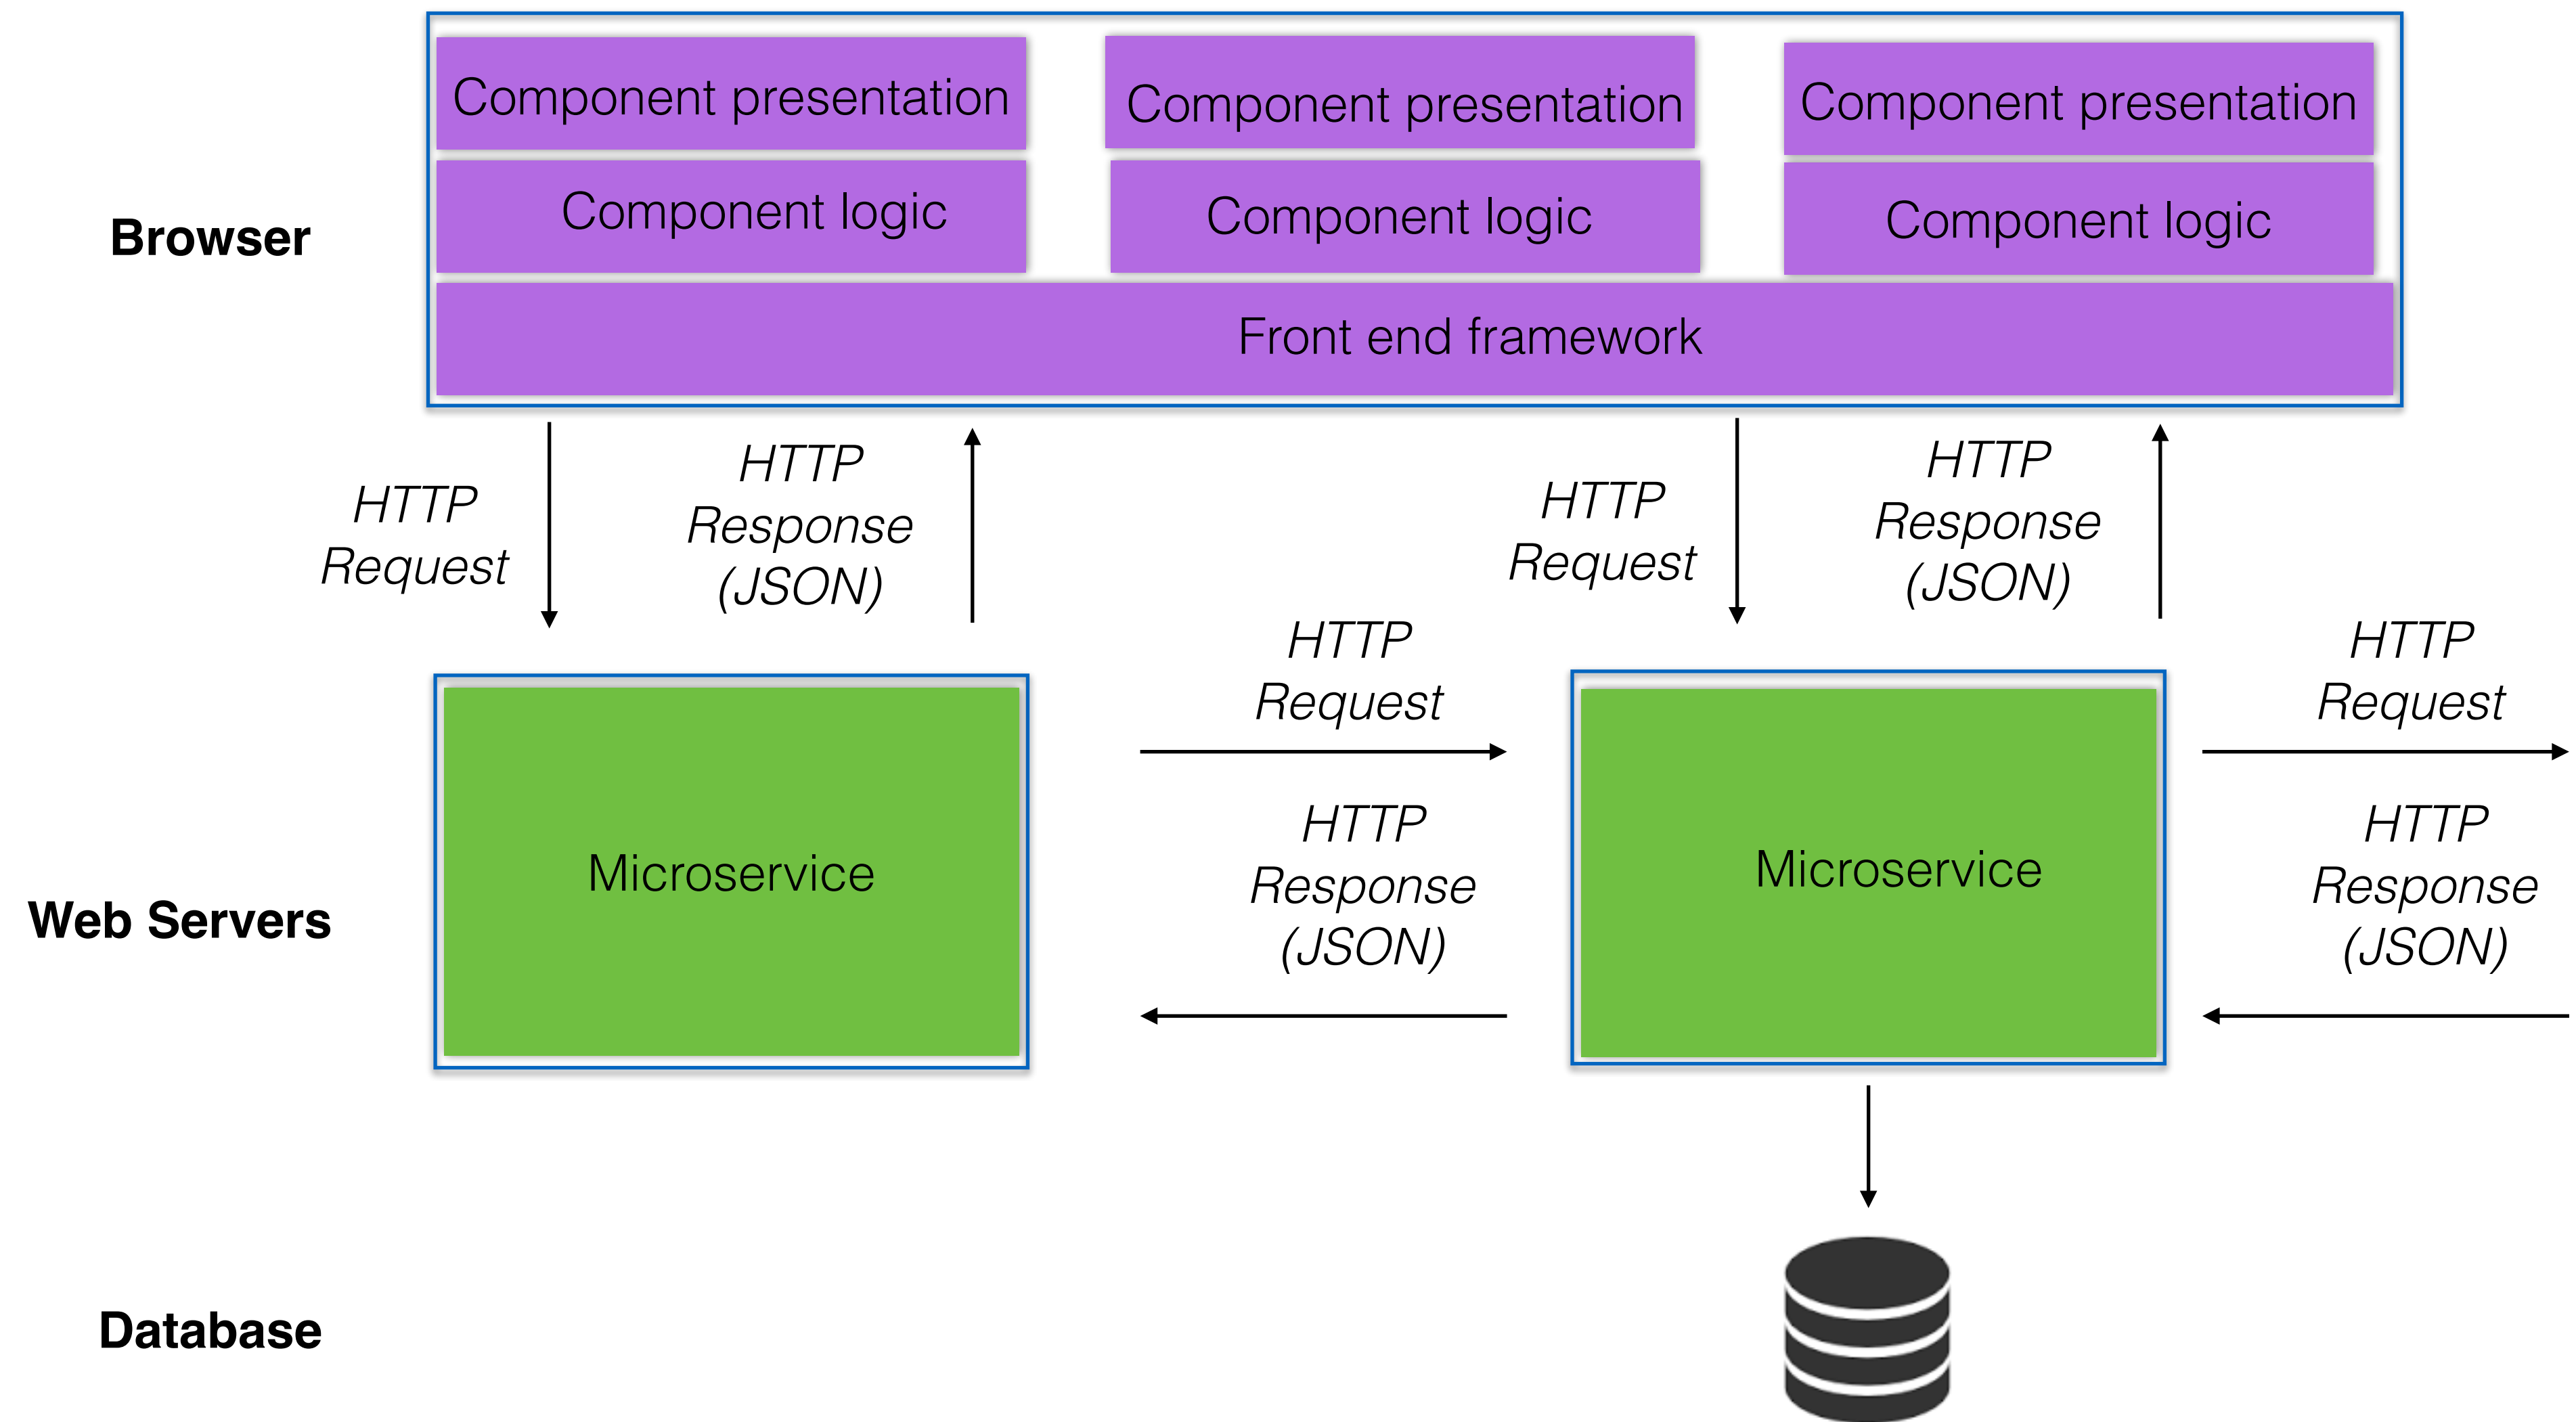 Component presentation
Component presentation
Component presentation
Component logic
Component logic
Component logic
Browser
Front end framework
HTTP
Request
HTTP
Response
(JSON)
HTTP
Request
HTTP
Response
(JSON)
HTTP
Request
HTTP
Request
Microservice
HTTP
Response
(JSON)
Microservice
HTTP
Response
(JSON)
Web Servers
Database